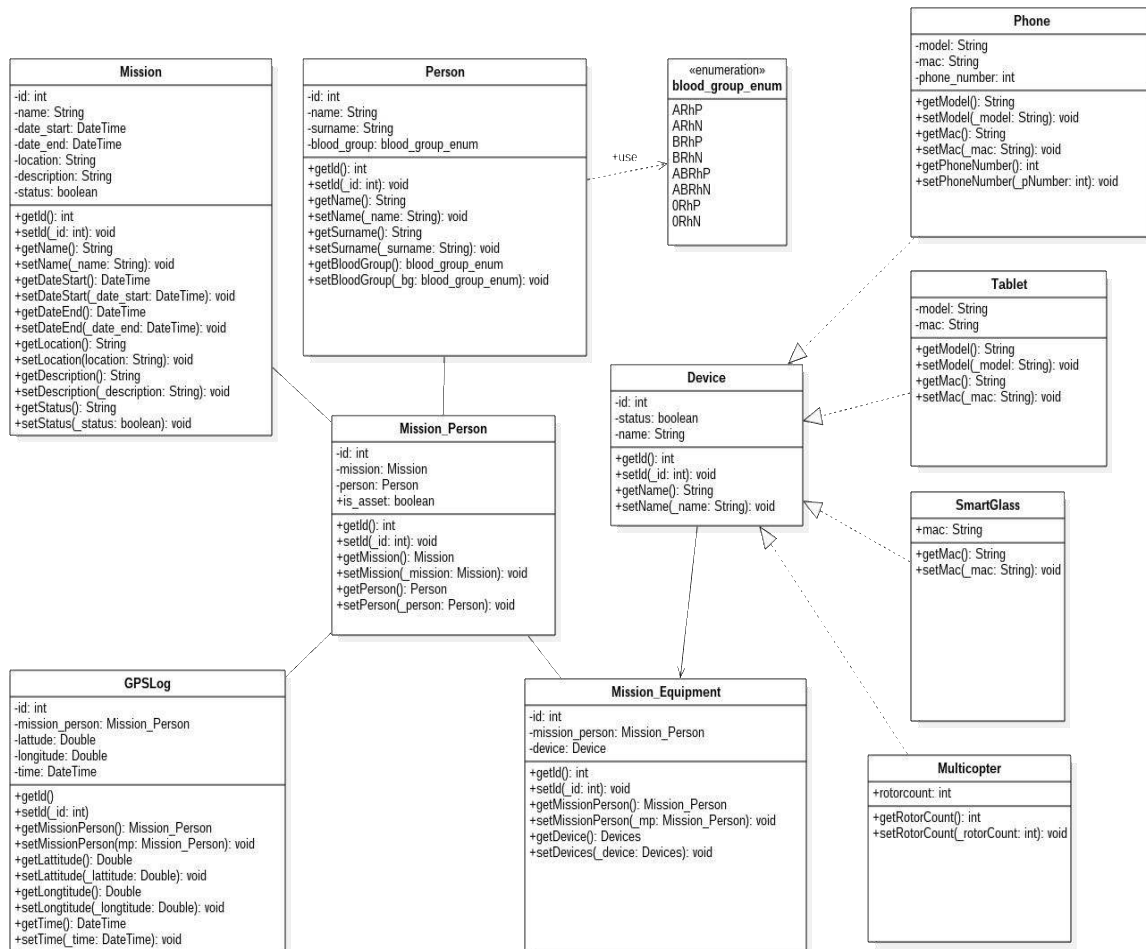 Mission
-id: int
-name: String
-date_start: DateTime
-date_end: DateTime
-location: String
-description: String
-status: boolean
+getId(): int
+setId(_id: int): void
+getName(): String
+setName(_name: String): void
+getDateStart(): DateTime
+setDateStart(_date_start: DateTime): void
+getDateEnd(): DateTime
+setDateEnd(_date_end: DateTime): void
+getLocation(): String
+setLocation(location: String): void
+getDescription(): String
+setDescription(_description: String): void
+getStatus(): String
+setStatus(_status: boolean): void
Person
-id: int
-name: String
-surname: String
-blood_group: blood_group_enum
+getId(): int
+setId(_id: int): void
+getName(): String
+setName(_name: String): void
+getSurname(): String
+setSurname(_surname: String): void
+getBloodGroup(): blood_group_enum
+setBloodGroup(_bg: blood_group_enum): void
+use
«enumeration»
blood_group_enum
ARhP
ARhN
BRhP
BRhN
ABRhP
ABRhN
0RhP
0RhN
Phone
-model: String
-mac: String
-phone_number: int
+getModel(): String
+setModel(_model: String): void
+getMac(): String
+setMac(_mac: String): void
+getPhoneNumber(): int
+setPhoneNumber(_pNumber: int): void
Tablet
-model: String
-mac: String
+getModel(): String
+setModel(_model: String): void
+getMac(): String
+setMac(_mac: String): void
Device
-id: int
-status: boolean
-name: String
+getId(): int
+setId(_id: int): void
+getName(): String
+setName(_name: String): void
Mission_Person
-id: int
-mission: Mission
-person: Person
+is_asset: boolean
+getId(): int
+setId(_id: int): void
+getMission(): Mission
+setMission(_mission: Mission): void
+getPerson(): Person
+setPerson(_person: Person): void
SmartGlass
+mac: String
+getMac(): String
+setMac(_mac: String): void
GPSLog
-id: int
-mission_person: Mission_Person
-lattude: Double
-longitude: Double
-time: DateTime
+getId()
+setId(_id: int)
+getMissionPerson(): Mission_Person
+setMissionPerson(mp: Mission_Person): void
+getLattitude(): Double
+setLattitude(_lattitude: Double): void
+getLongtitude(): Double
+setLongtitude(_longtitude: Double): void
+getTime(): DateTime
+setTime(_time: DateTime): void
Mission_Equipment
-id: int
-mission_person: Mission_Person
-device: Device
+getId(): int
+setId(_id: int): void
+getMissionPerson(): Mission_Person
+setMissionPerson(_mp: Mission_Person): void
+getDevice(): Devices
+setDevices(_device: Devices): void
Multicopter
+rotorcount: int
+getRotorCount(): int
+setRotorCount(_rotorCount: int): void